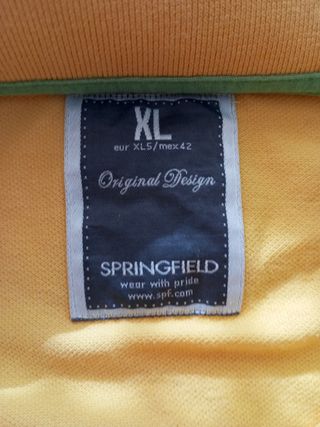 XL
eur XL5/mex42
Original Design
SPRINGFIELD
wear with pride
www.spf.com